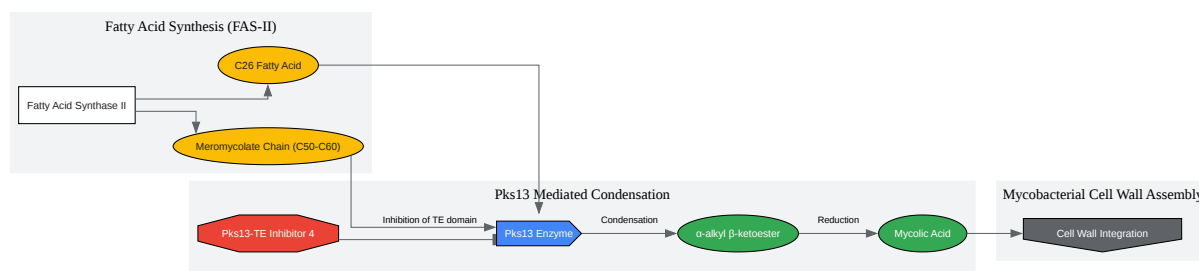 Fatty Acid Synthesis (FAS-II)
C26 Fatty Acid
Fatty Acid Synthase II
Meromycolate Chain (C50-C60)
Pks13 Mediated Condensation
Mycobacterial Cell Wall Assembly
Pks13-TE Inhibitor 4
Inhibition of TE domain
Pks13 Enzyme
Condensation
α-alkyl β-ketoester
Reduction
Mycolic Acid
Cell Wall Integration